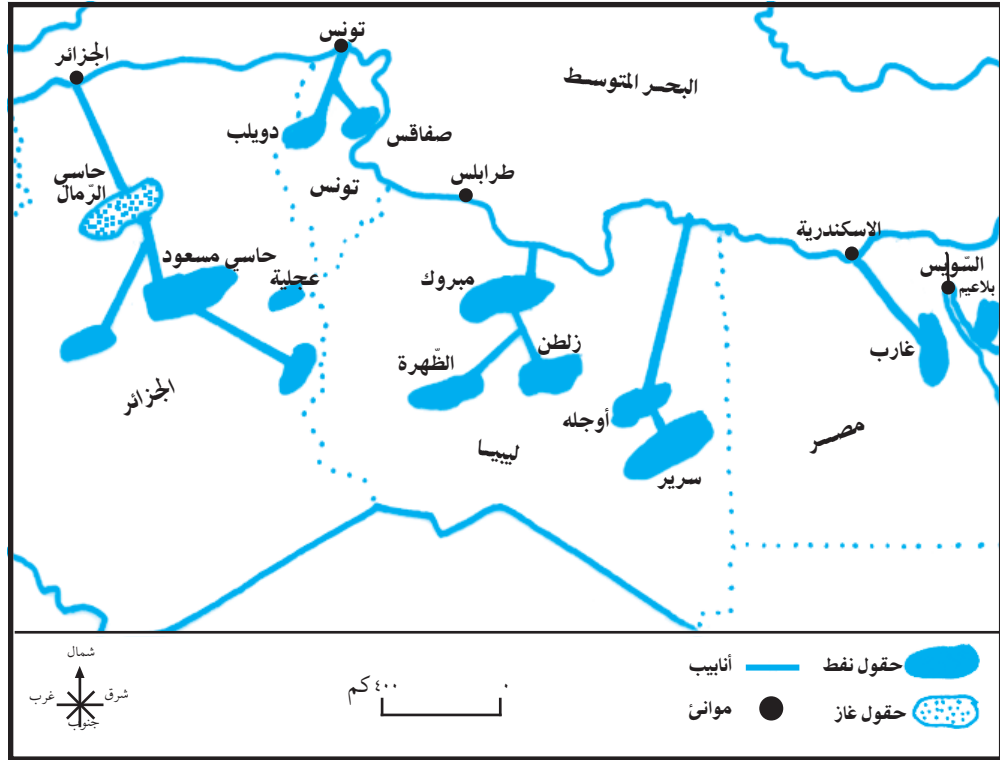 تونس
الجزائر
البحر المتوسط
صفاقس
دويلب
حاسي
الرّمال
تونس
طرابلس
الاسكندرية
السّويس
بلاعيم
حاسي مسعود
عجلية
مبروك
زلطن
الظّهرة
غارب
الجزائر
أوجله
ليبيا
مصر
سرير
حقول نفط
أنابيب
حقول غاز
موانئ
٠
٤٠٠ كم
شمال
شرق
غرب
جنوب